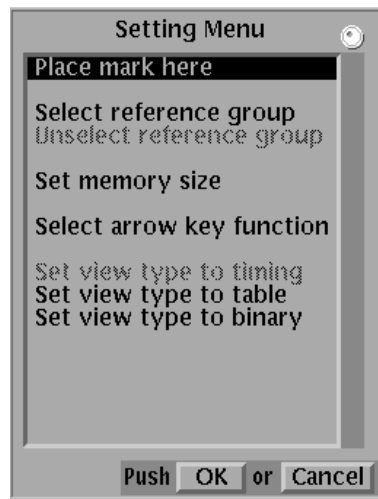 Setting Menu
Place mark here
Select reference group
Unselect reference group
Set memory size
Select arrow key function
Set view type to timing
Set view type to table
Set view type to binary
Push OK or Cancel